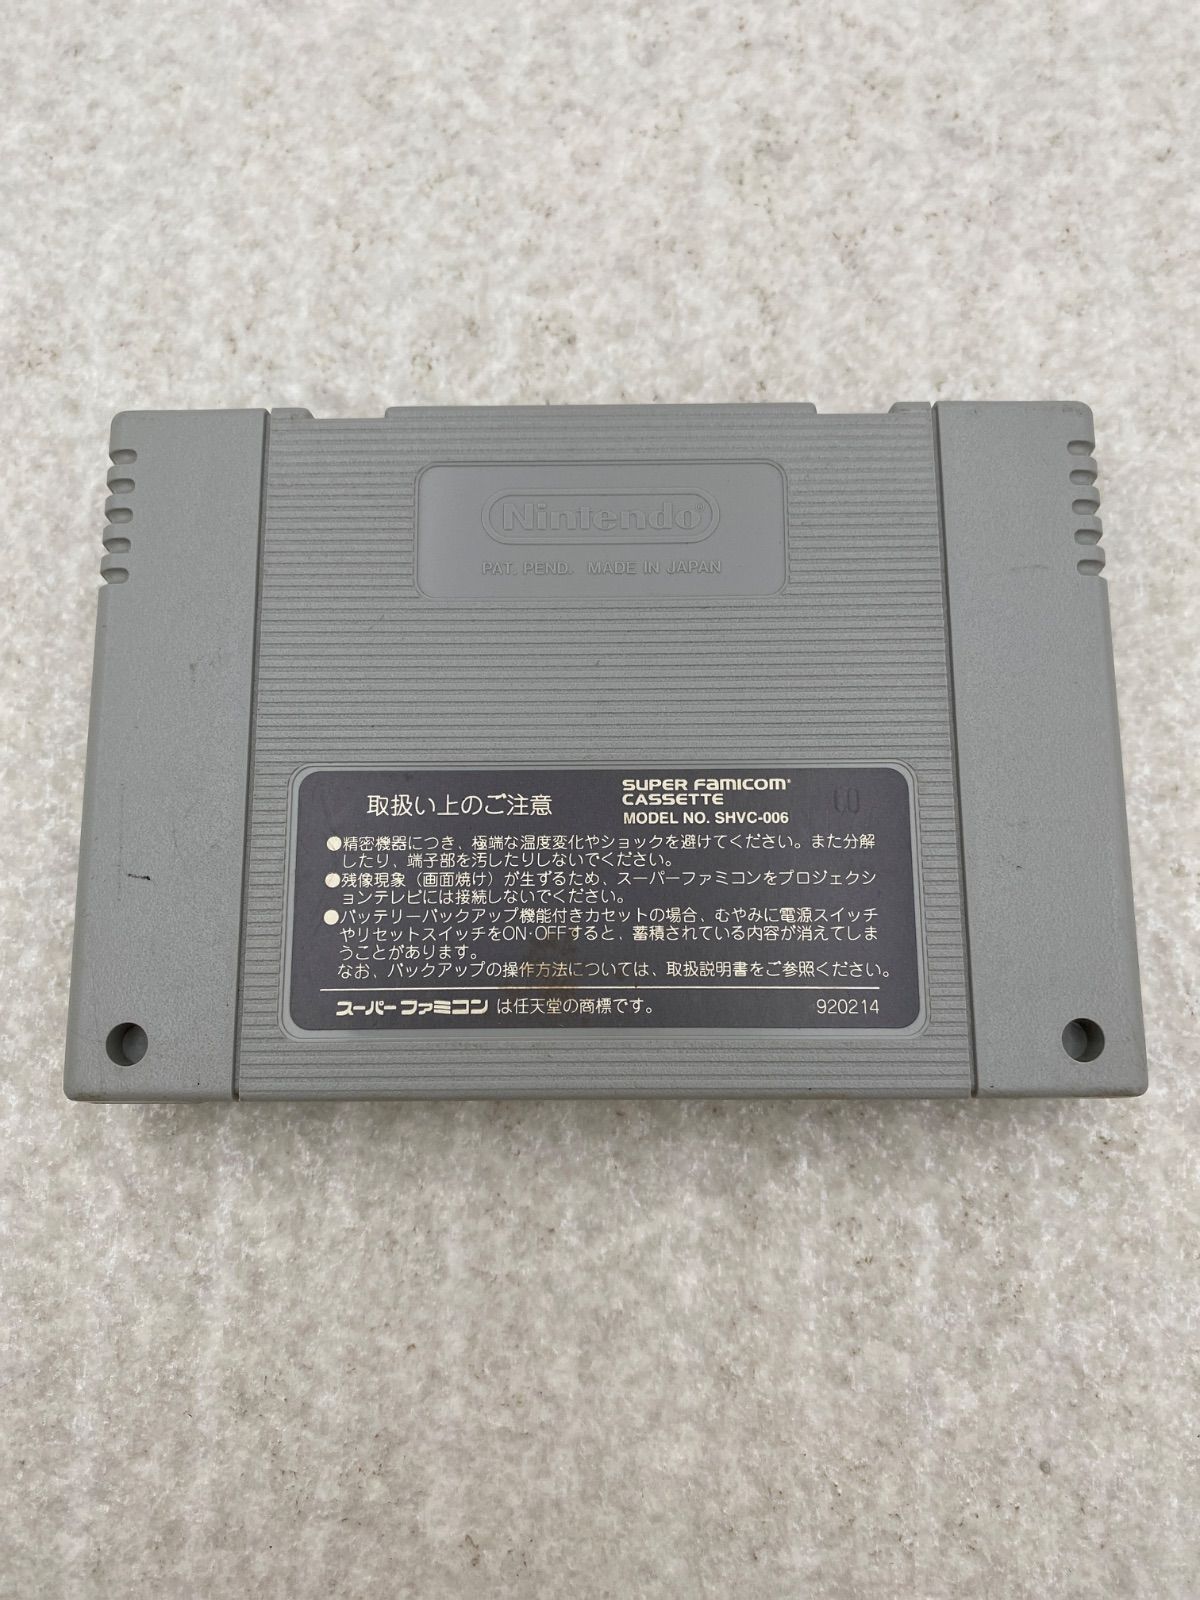 Nintendo®
PAT. PEND. MADE IN JAPAN
取扱い上のご注意
SUPER FAMICOM®
CASSETTE
MODEL NO. SHVC-006
●精密機器につき、極端な温度変化やショックを避けてください。また分解
したり、端子部を汚したりしないでください。
●残像現象（画面焼け）が生ずるため、スーパーファミコンをプロジェクシ
ョンテレビには接続しないでください。
●バッテリーバックアップ機能付きカセットの場合、むやみに電源スイッチ
やリセットスイッチをON・OFFすると、蓄積されている内容が消えてしま
うことがあります。
なお、バックアップの操作方法については、取扱説明書をご参照ください。
スーパーファミコン は任天堂の商標です。
920214